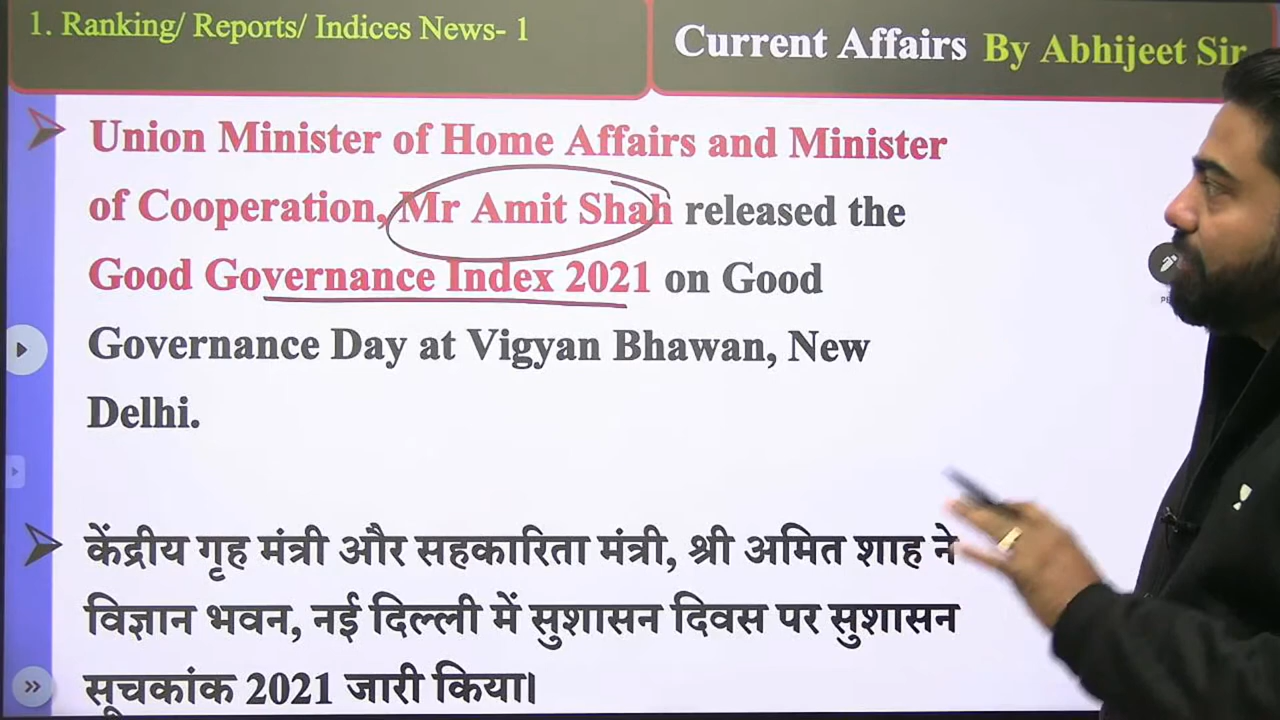 1. Ranking/ Reports/ Indices News- 1
Current Affairs By Abhijeet Sir
Union Minister of Home Affairs and Minister
of Cooperation, Mr Amit Shah released the
Good Governance Index 2021 on Good
Governance Day at Vigyan Bhawan, New
Delhi.
केंद्रीय गृह मंत्री और सहकारिता मंत्री, श्री अमित शाह ने
विज्ञान भवन, नई दिल्ली में सुशासन दिवस पर सुशासन
सूचकांक 2021 जारी किया।